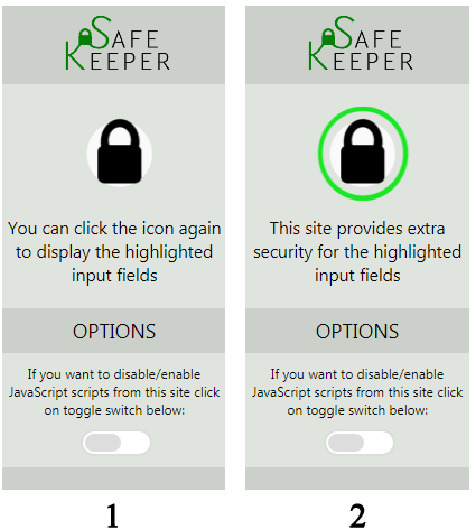 SAFE
KEEPER
You can click the icon again
to display the highlighted
input fields
OPTIONS
If you want to disable/enable
JavaScript scripts from this site click
on toggle switch below:
1
SAFE
KEEPER
This site provides extra
security for the highlighted
input fields
OPTIONS
If you want to disable/enable
JavaScript scripts from this site click
on toggle switch below:
2